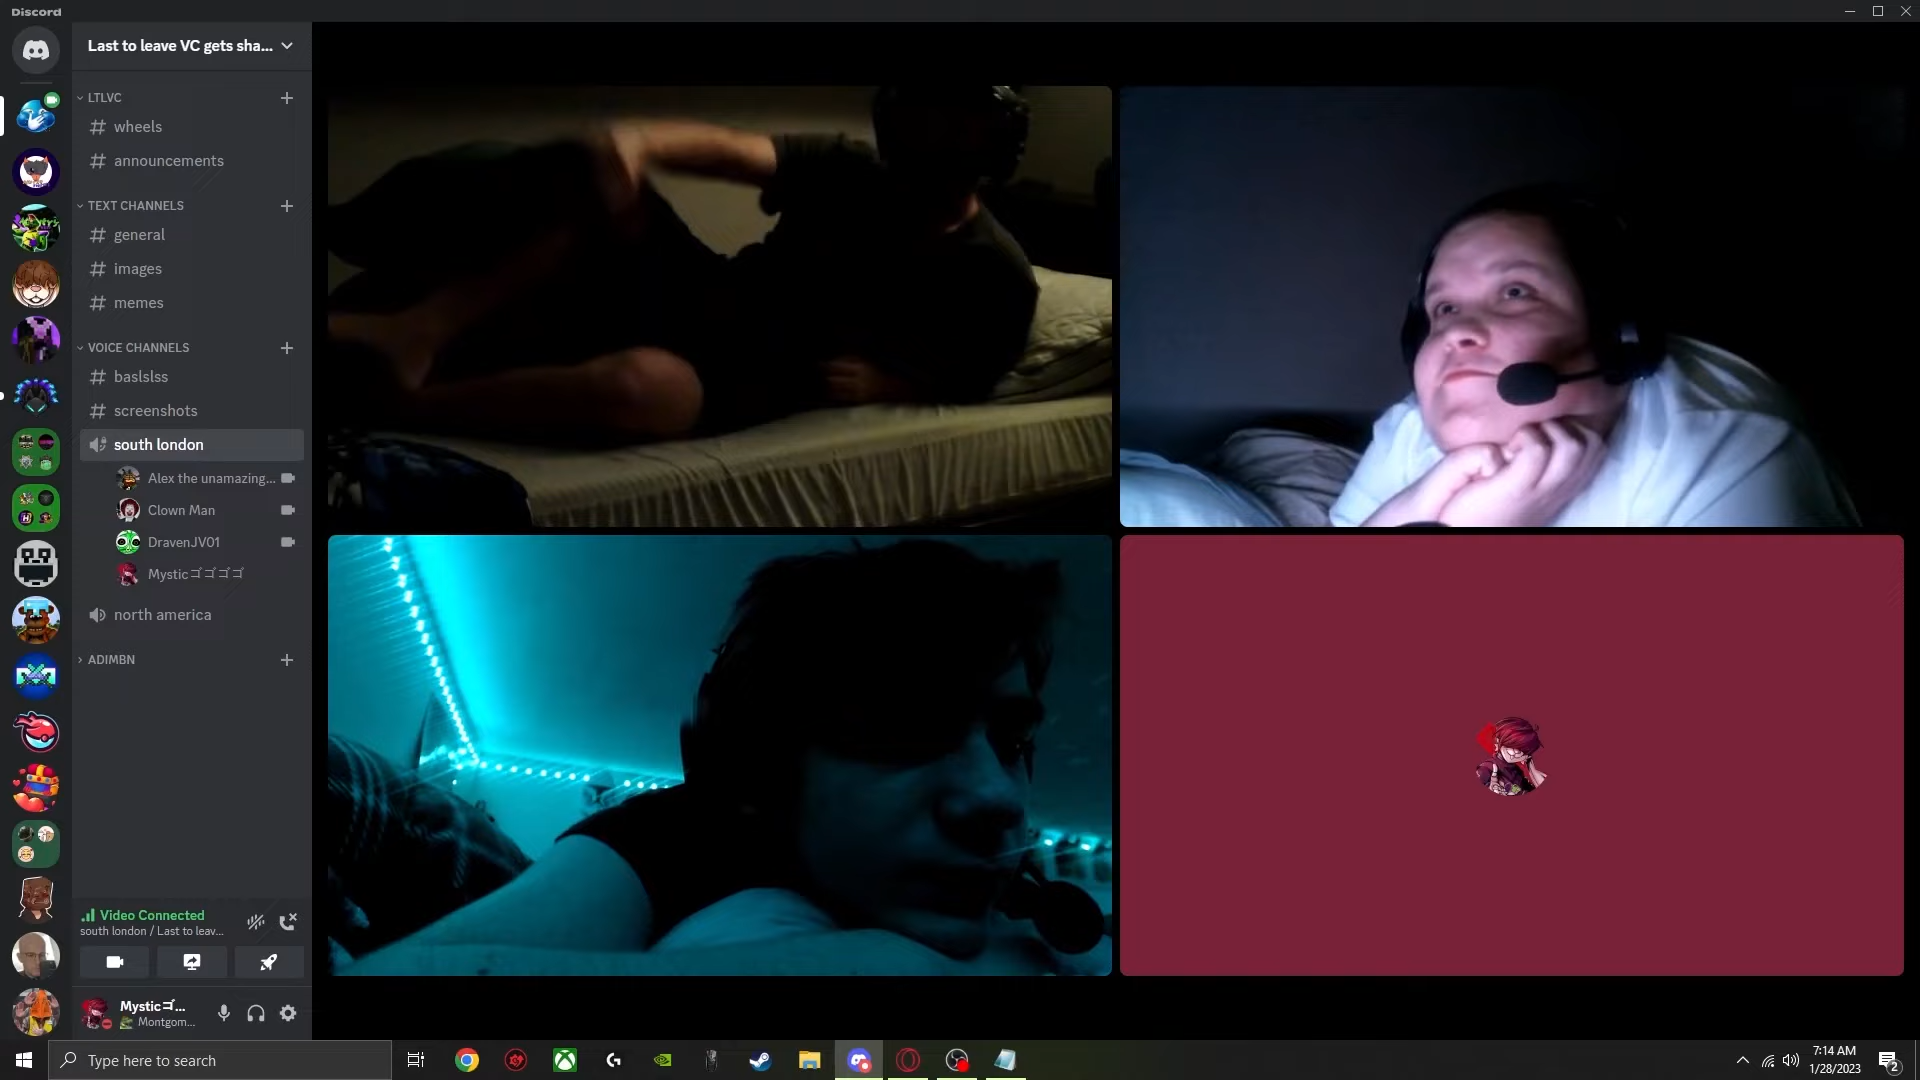 Discord
Last to leave VC gets sha...
LTLVC
wheels
announcements
TEXT CHANNELS
general
images
memes
VOICE CHANNELS
baslslss
screenshots
south london
Alex the unamazing...
Clown Man
DravenJV01
Mysticゴゴゴゴ
north america
ADIMBN
Video Connected
south london / Last to leav...
Mysticゴ...
Montgom...
Type here to search
7:14 AM
1/28/2023
2